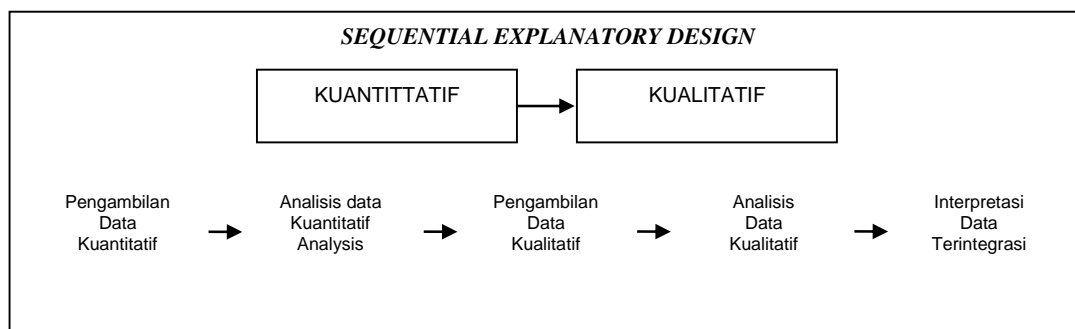 SEQUENTIAL EXPLANATORY DESIGN
KUANTITTATIF
KUALITATIF
Pengambilan
Data
Kuantitatif
Analisis data
Kuantitatif
Analysis
Pengambilan
Data
Kualitatif
Analisis
Data
Kualitatif
Interpretasi
Data
Terintegrasi